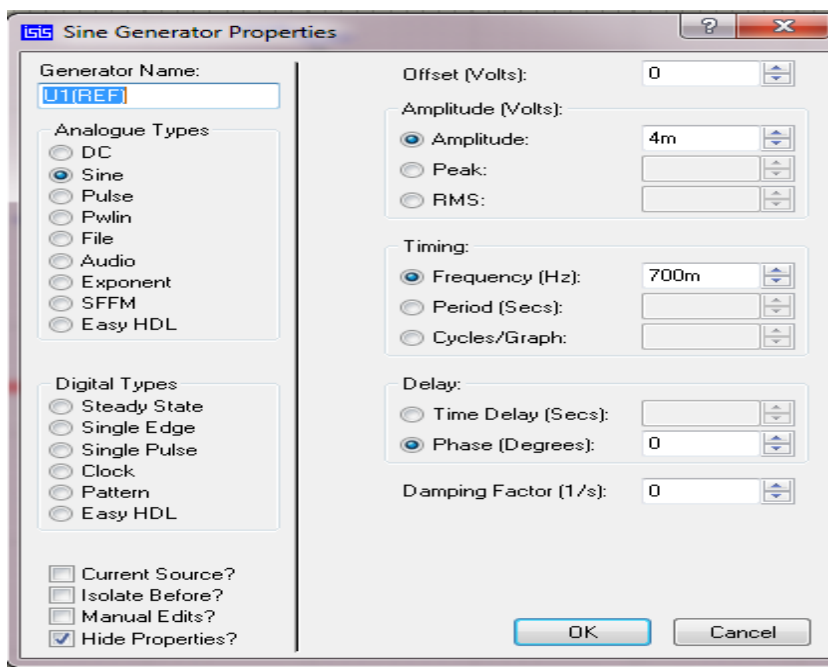 ISIS Sine Generator Properties
Generator Name:
U1(REF)
Analogue Types
DC
Sine
Pulse
Pwlin
File
Audio
Exponent
SFFM
Easy HDL
Digital Types
Steady State
Single Edge
Single Pulse
Clock
Pattern
Easy HDL
Current Source?
Isolate Before?
Manual Edits?
Hide Properties?
Offset (Volts): 0
Amplitude (Volts):
Amplitude: 4m
Peak:
RMS:
Timing:
Frequency (Hz): 700m
Period (Secs):
Cycles/Graph:
Delay:
Time Delay (Secs):
Phase (Degrees): 0
Damping Factor (1/s): 0
OK Cancel